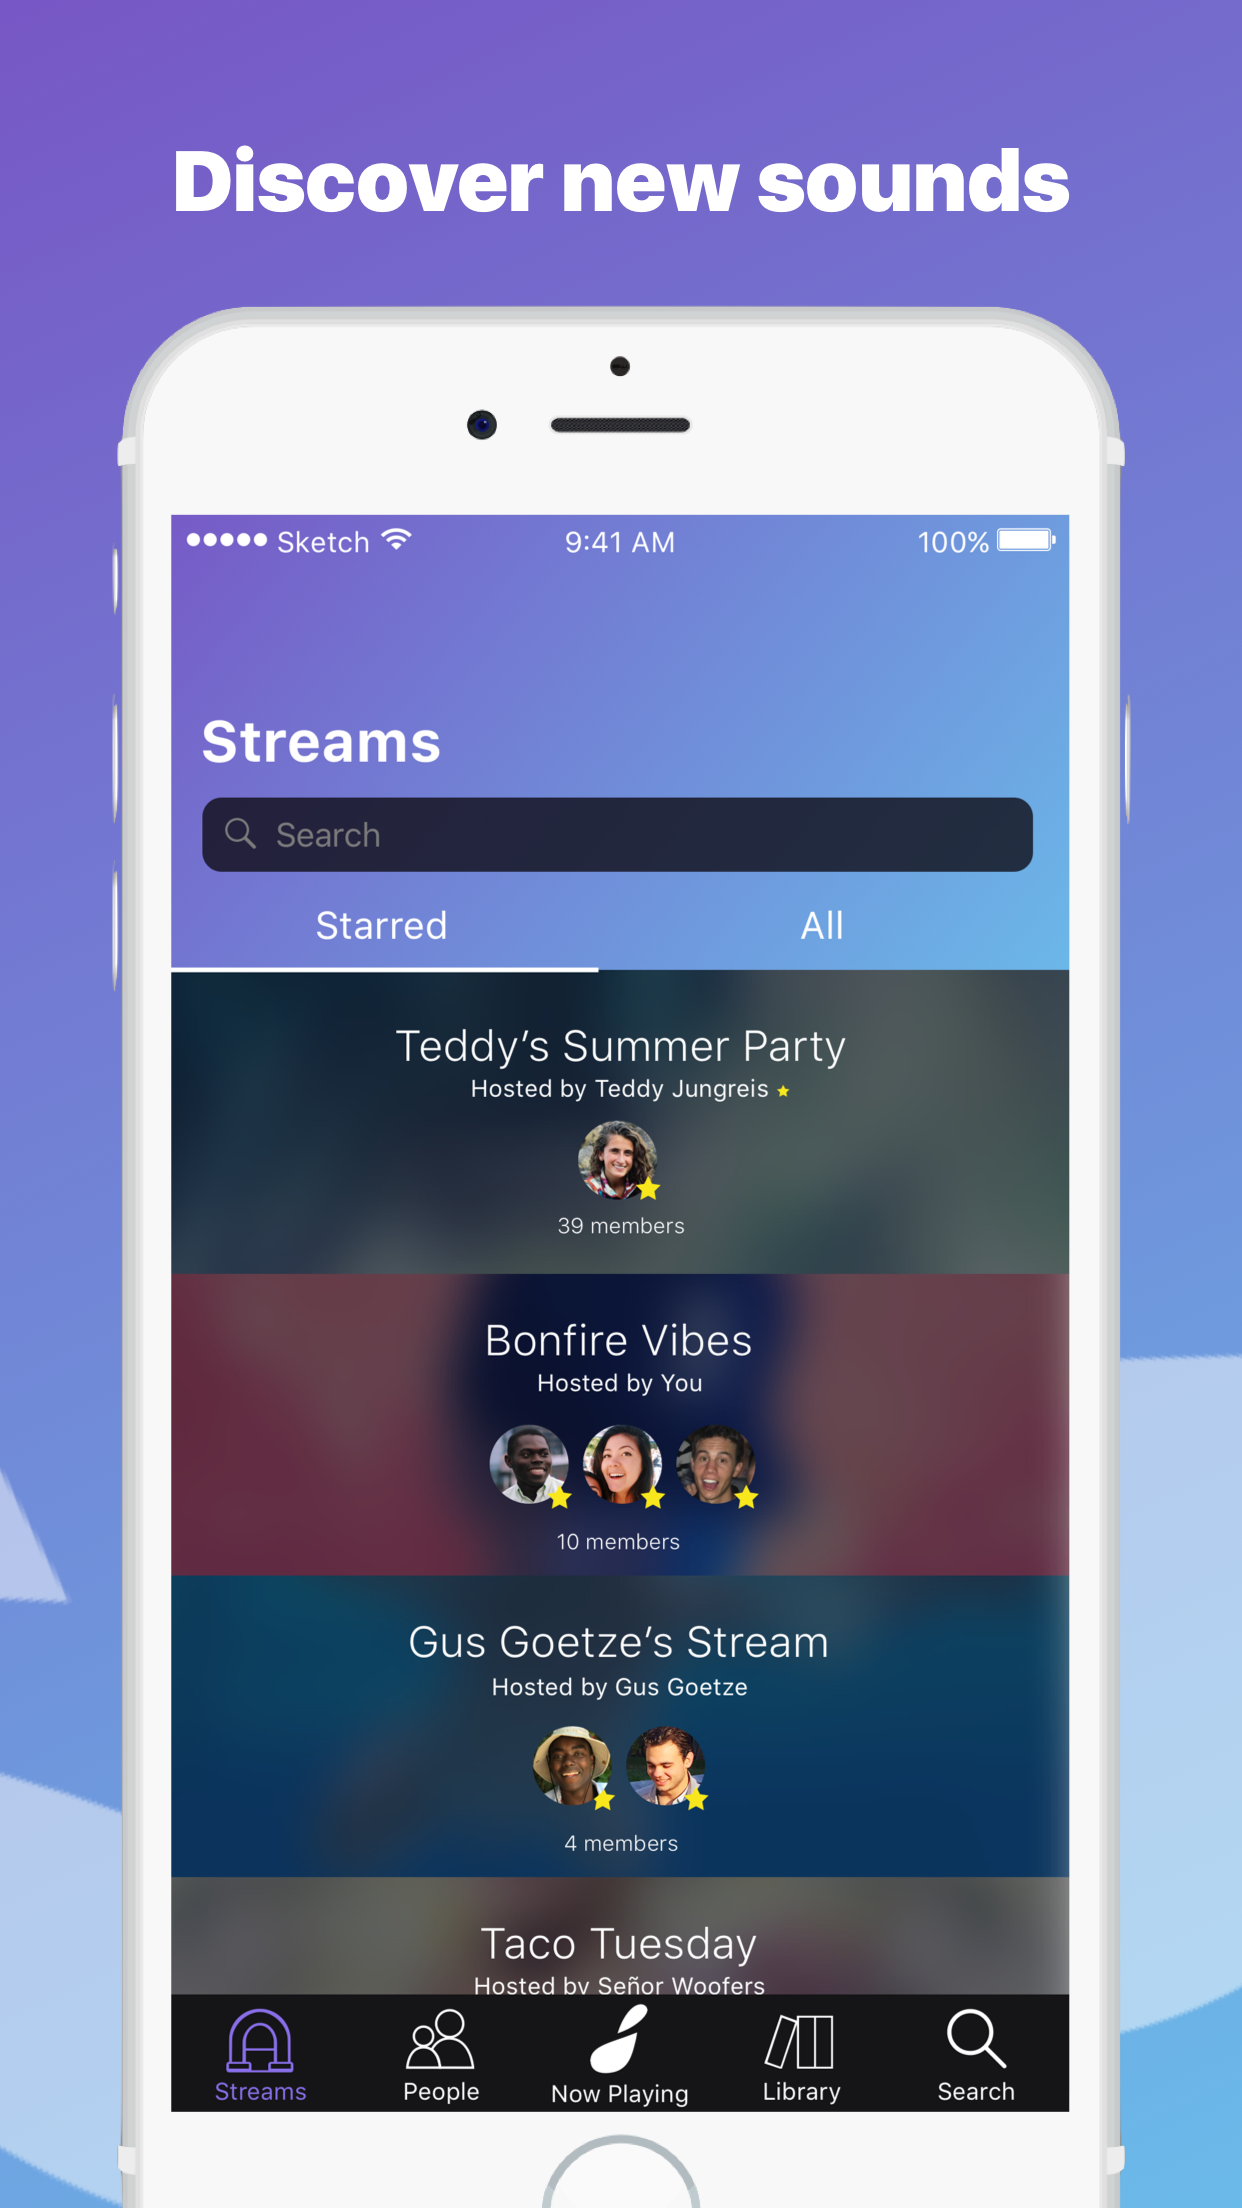 Discover new sounds
Sketch 9:41 AM 100%
Streams
Search
Starred All
Teddy’s Summer Party
Hosted by Teddy Jungreis
39 members
Bonfire Vibes
Hosted by You
10 members
Gus Goetze’s Stream
Hosted by Gus Goetze
4 members
Taco Tuesday
Hosted by Señor Woofers
Streams People Now Playing Library Search